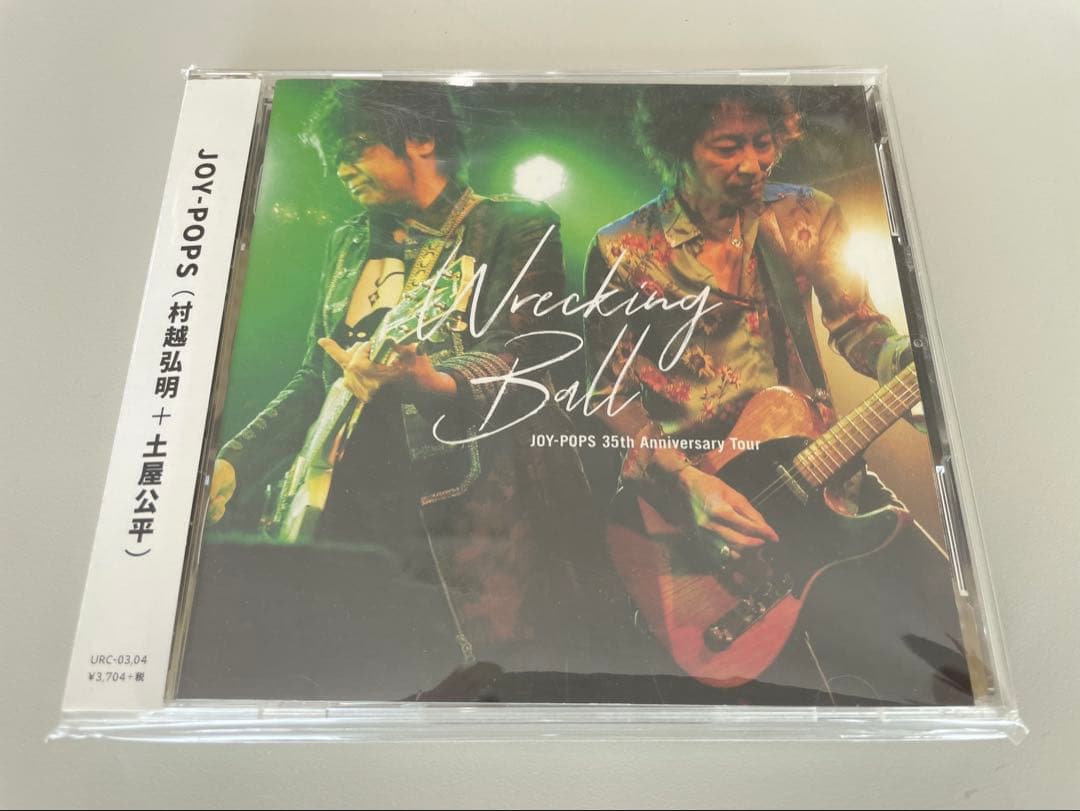 JOY-POPS（村越弘明＋土屋公平）
URC-03,04
¥3,704+税
Wrecking
Ball
JOY-POPS 35th Anniversary Tour